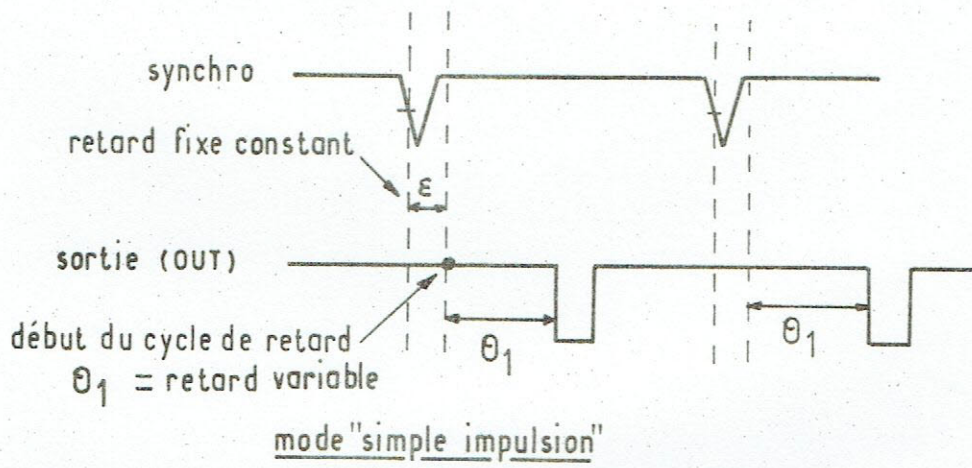 synchro
retard fixe constant
ε
sortie (OUT)
début du cycle de retard
θ1 = retard variable
θ1
θ1
mode "simple impulsion"